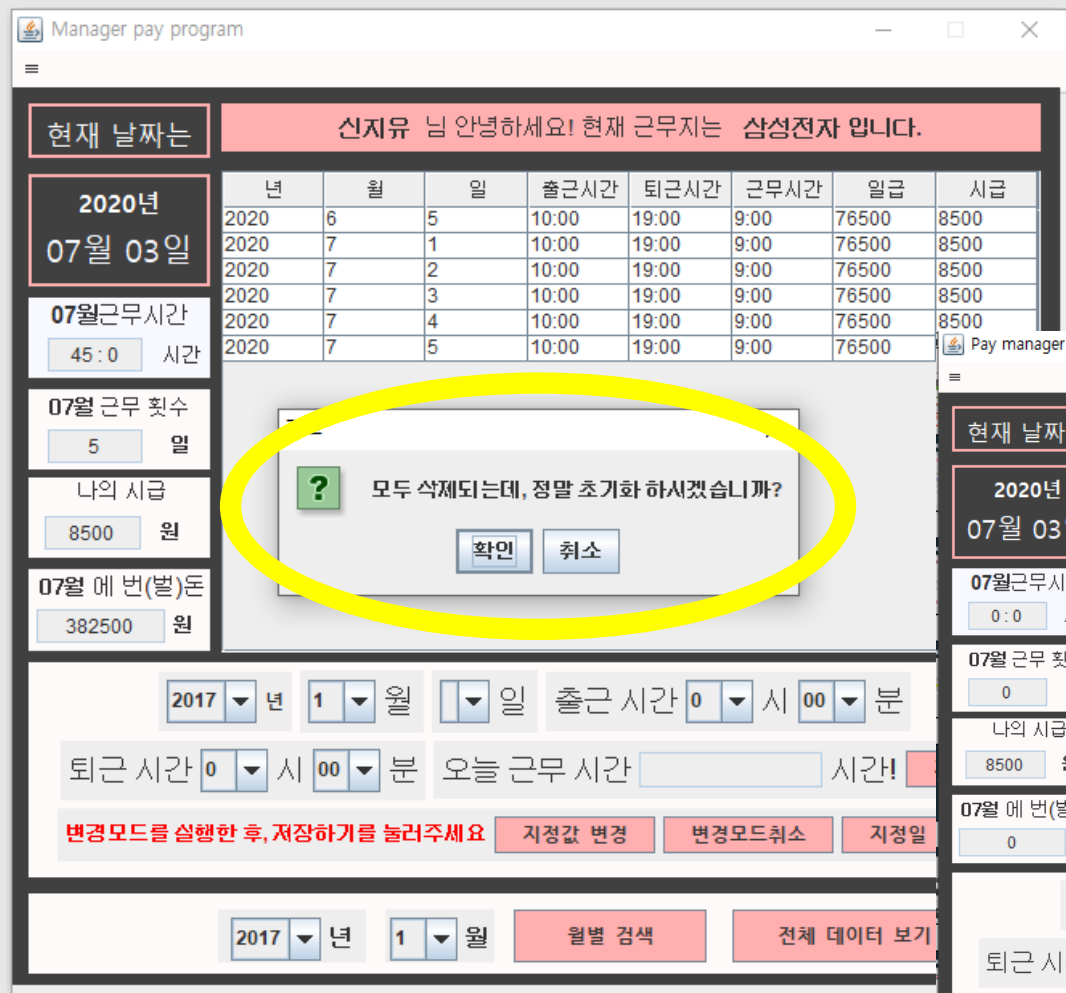 Manager pay program
≡
현재 날짜는
신지유 님 안녕하세요! 현재 근무지는 삼성전자 입니다.
2020년
07월 03일
년 월 일 출근시간 퇴근시간 근무시간 일급 시급
2020 6 5 10:00 19:00 9:00 76500 8500
2020 7 1 10:00 19:00 9:00 76500 8500
2020 7 2 10:00 19:00 9:00 76500 8500
2020 7 3 10:00 19:00 9:00 76500 8500
2020 7 4 10:00 19:00 9:00 76500 8500
2020 7 5 10:00 19:00 9:00 76500
07월근무시간
45 : 0 시간
07월 근무 횟수
5 일
나의 시급
8500 원
07월 에 번(벌)돈
382500 원
모두 삭제되는데, 정말 초기화 하시겠습니까?
확인 취소
2017 년 1 월 일 출근 시간 0 시 00 분
퇴근 시간 0 시 00 분 오늘 근무 시간 시간!
변경모드를 실행한 후, 저장하기를 눌러주세요 지정값 변경 변경모드취소 지정일
2017 년 1 월 월별 검색 전체 데이터 보기
Pay manager
≡
현재 날짜
2020년
07월 03
07월근무시
0 : 0
07월 근무 횟
0
나의 시급
8500
07월 에 번(벌
0
퇴근 시